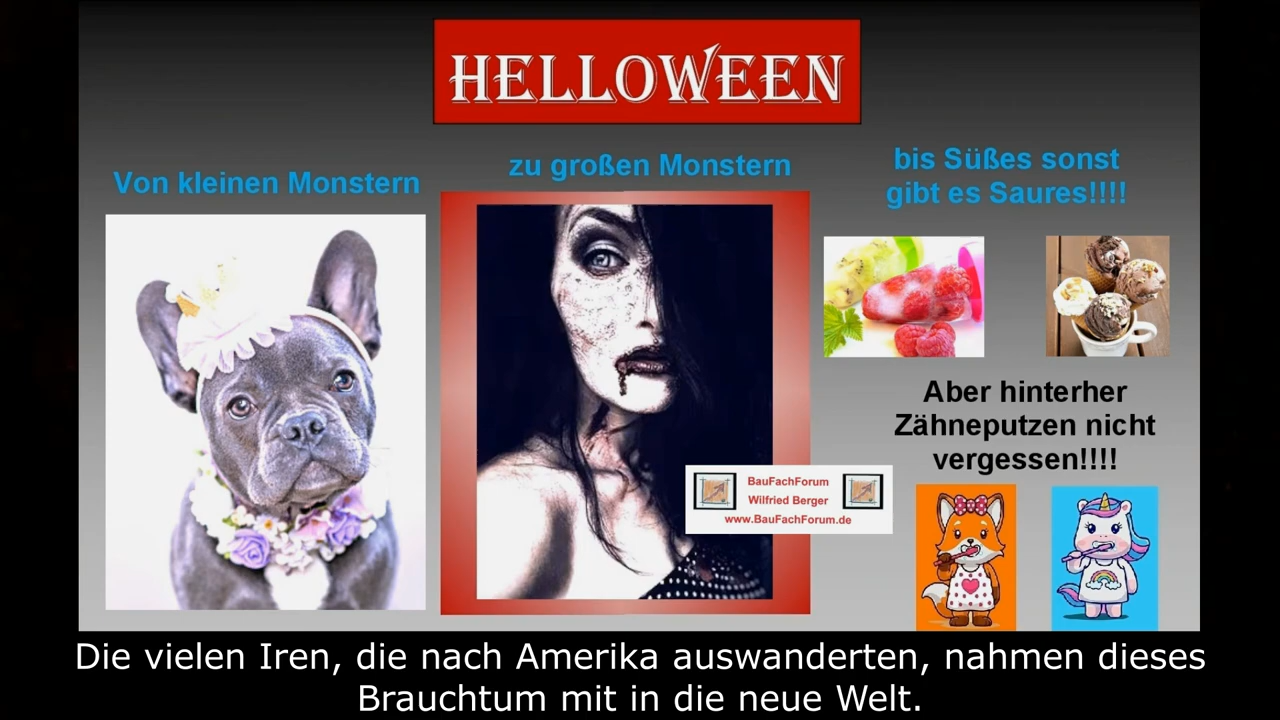 HELLOWEEN
Von kleinen Monstern
zu großen Monstern
bis Süßes sonst
gibt es Saures!!!!
Aber hinterher
Zähneputzen nicht
vergessen!!!!
BauFachForum
Wilfried Berger
www.BauFachForum.de
Die vielen Iren, die nach Amerika auswanderten, nahmen dieses
Brauchtum mit in die neue Welt.